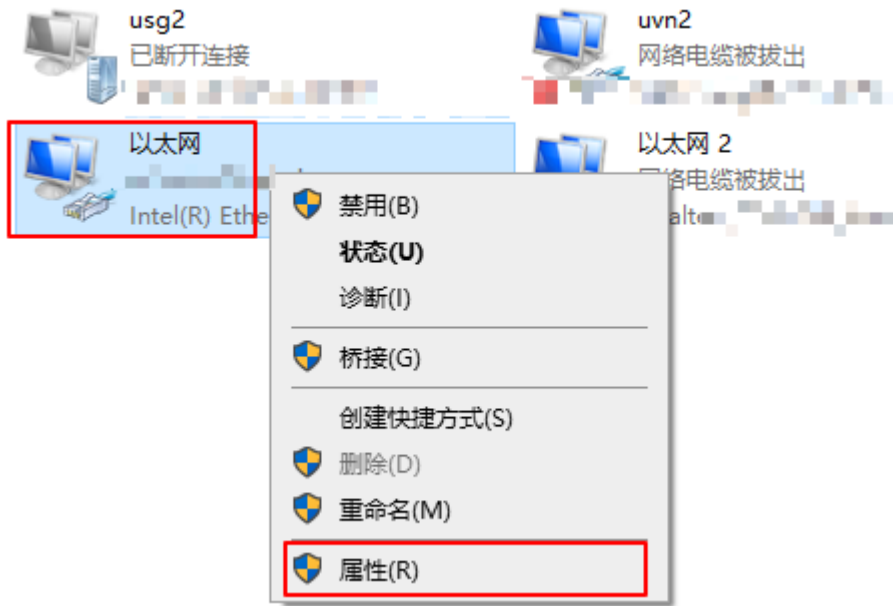 usg2
已断开连接
uvn2
网络电缆被拔出
以太网
Intel(R) Ethe
以太网 2
络电缆被拔出
禁用(B)
状态(U)
诊断(I)
桥接(G)
创建快捷方式(S)
删除(D)
重命名(M)
属性(R)